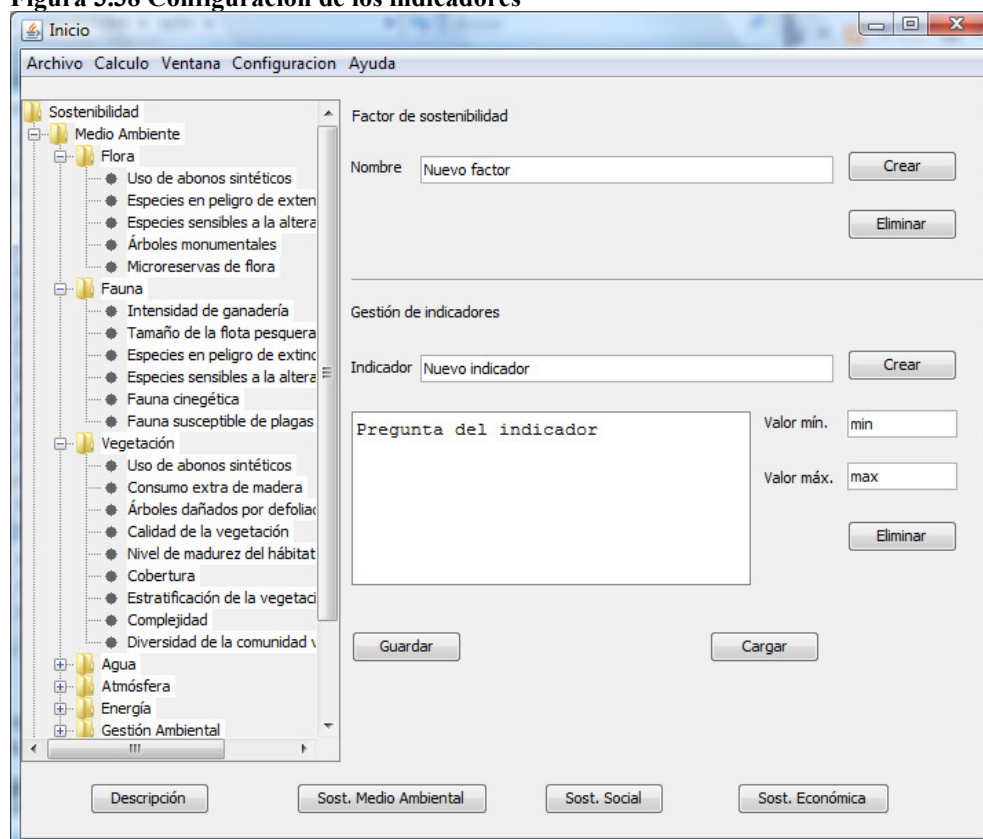 Figura 3.38 Configuración de los indicadores
Inicio
Archivo Calculo Ventana Configuracion Ayuda
Sostenibilidad
Medio Ambiente
Flora
Uso de abonos sintéticos
Especies en peligro de exten
Especies sensibles a la altera
Árboles monumentales
Microreservas de flora
Fauna
Intensidad de ganadería
Tamaño de la flota pesquera
Especies en peligro de extinc
Especies sensibles a la altera
Fauna cinegética
Fauna susceptible de plagas
Vegetación
Uso de abonos sintéticos
Consumo extra de madera
Árboles dañados por defoliac
Calidad de la vegetación
Nivel de madurez del hábitat
Cobertura
Estratificación de la vegetaci
Complejidad
Diversidad de la comunidad v
Agua
Atmósfera
Energía
Gestión Ambiental
Factor de sostenibilidad
Nombre Nuevo factor Crear
Eliminar
Gestión de indicadores
Indicador Nuevo indicador Crear
Pregunta del indicador
Valor mín. min
Valor máx. max
Eliminar
Guardar Cargar
Descripción Sost. Medio Ambiental Sost. Social Sost. Económica